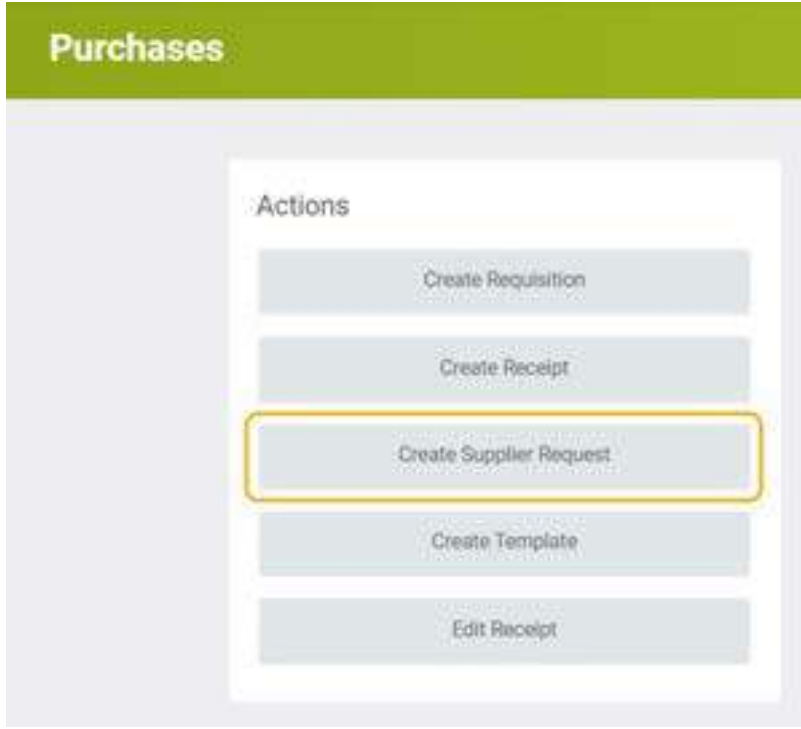 Purchases
Actions
Create Requisition
Create Receipt
Create Supplier Request
Create Template
Edit Receipt